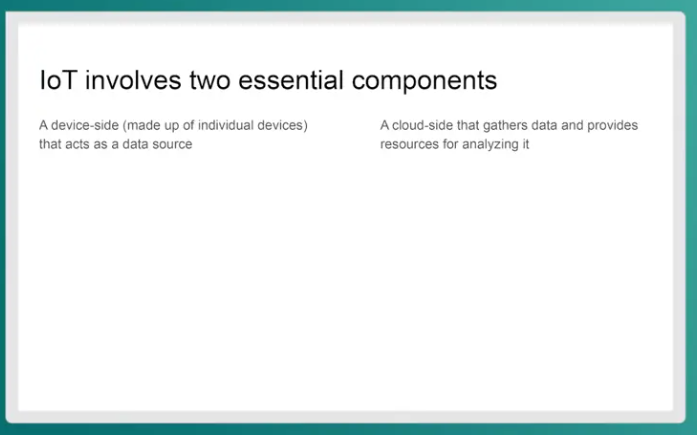 IoT involves two essential components
A device-side (made up of individual devices)
that acts as a data source
A cloud-side that gathers data and provides
resources for analyzing it